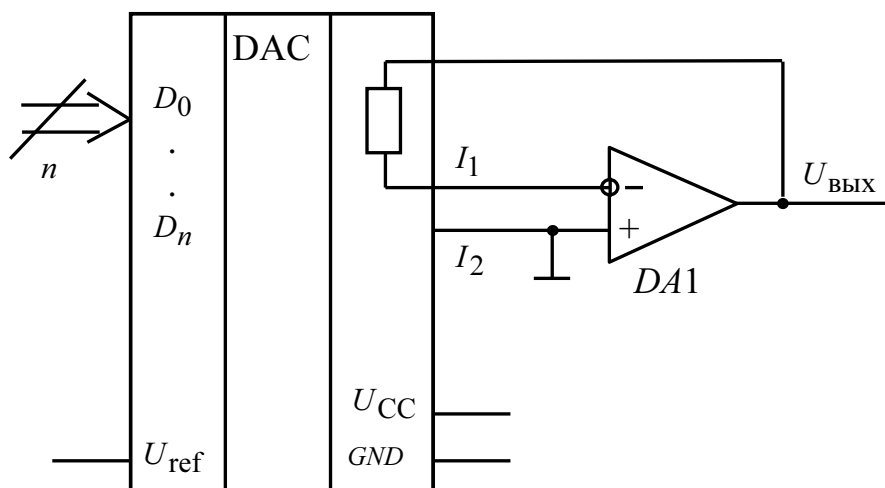 DAC
D0
.
.
Dn
n
I1
I2
−
+
DA1
Uвых
UCC
Uref
GND